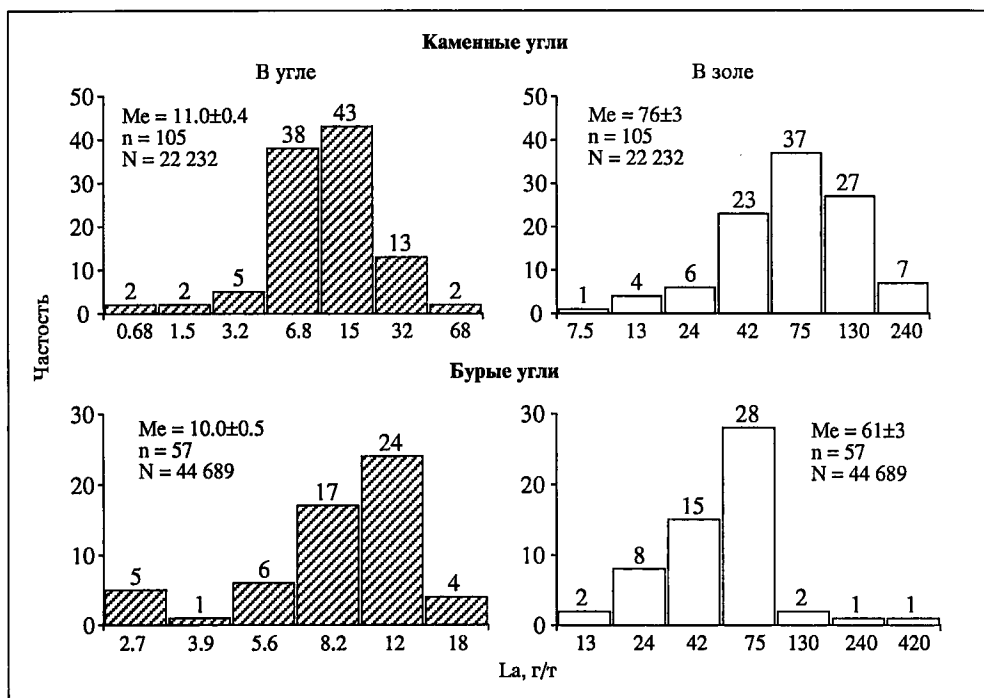 Каменные угли
В угле
В золе
Me = 11.0±0.4
n = 105
N = 22 232
50
40
30
20
10
0
2
2
5
38
43
13
2
0.68 1.5 3.2 6.8 15 32 68
Me = 76±3
n = 105
N = 22 232
50
40
30
20
10
0
1
4
6
23
37
27
7
7.5 13 24 42 75 130 240
Частость
Бурые угли
Me = 10.0±0.5
n = 57
N = 44 689
30
20
10
0
5
1
6
17
24
4
2.7 3.9 5.6 8.2 12 18
Me = 61±3
n = 57
N = 44 689
30
20
10
0
2
8
15
28
2
1
1
13 24 42 75 130 240 420
La, г/т